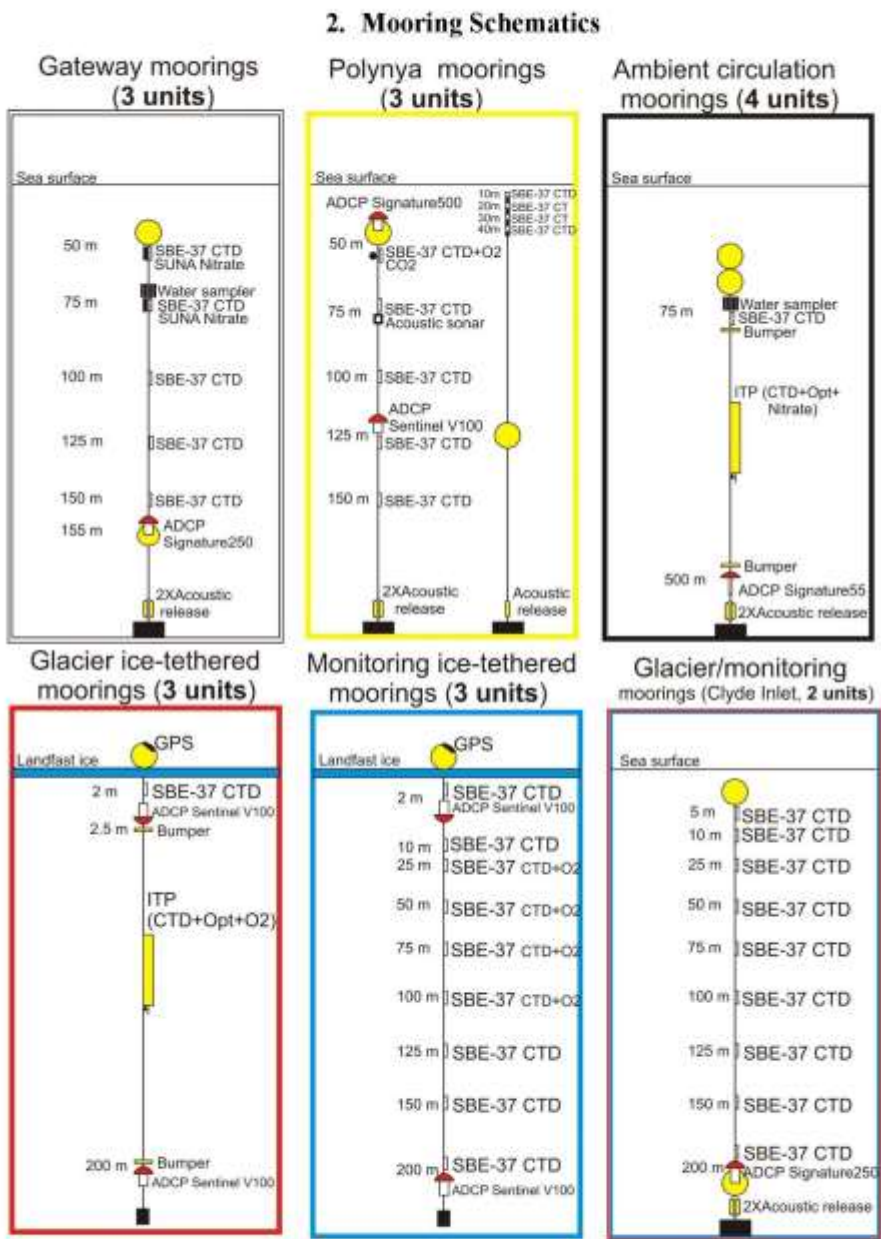 2. Mooring Schematics
Gateway moorings
(3 units)
Sea surface
50 m
SBE-37 CTD
SUNA Nitrate
Water sampler
75 m
SBE-37 CTD
SUNA Nitrate
100 m
SBE-37 CTD
125 m
SBE-37 CTD
150 m
SBE-37 CTD
155 m
ADCP
Signature250
2XAcoustic
release
Polynya moorings
(3 units)
Sea surface
ADCP Signature500
50 m
SBE-37 CTD+O2
CO2
75 m
SBE-37 CTD
Acoustic sonar
100 m
SBE-37 CTD
ADCP
Sentinel V100
125 m
SBE-37 CTD
150 m
SBE-37 CTD
2XAcoustic
release
10m SBE-37 CTD
20m SBE-37 CT
30m SBE-37 CT
40m SBE-37 CTD
Acoustic
release
Ambient circulation
moorings (4 units)
Sea surface
Water sampler
75 m
SBE-37 CTD
Bumper
ITP (CTD+Opt+
Nitrate)
Bumper
500 m
ADCP Signature55
2XAcoustic release
Glacier ice-tethered
moorings (3 units)
GPS
Landfast ice
2 m
SBE-37 CTD
ADCP Sentinel V100
2.5 m
Bumper
ITP
(CTD+Opt+O2)
200 m
Bumper
ADCP Sentinel V100
Monitoring ice-tethered
moorings (3 units)
GPS
Landfast ice
2 m
SBE-37 CTD
ADCP Sentinel V100
10 m
SBE-37 CTD
25 m
SBE-37 CTD+O2
50 m
SBE-37 CTD+O2
75 m
SBE-37 CTD+O2
100 m
SBE-37 CTD+O2
125 m
SBE-37 CTD
150 m
SBE-37 CTD
200 m
SBE-37 CTD
ADCP Sentinel V100
Glacier/monitoring
moorings (Clyde Inlet, 2 units)
Sea surface
5 m
SBE-37 CTD
10 m
SBE-37 CTD
25 m
SBE-37 CTD
50 m
SBE-37 CTD
75 m
SBE-37 CTD
100 m
SBE-37 CTD
125 m
SBE-37 CTD
150 m
SBE-37 CTD
SBE-37 CTD
200 m
ADCP Signature250
2XAcoustic release